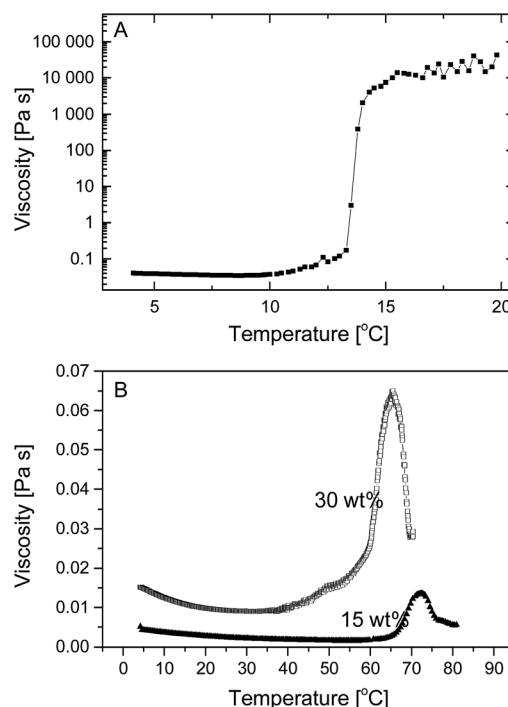 A
100 000
10 000
1 000
100
10
1
0.1
Viscosity [Pa s]
5 10 15 20
Temperature [°C]
B
0.07
0.06
0.05
0.04
0.03
0.02
0.01
0.00
Viscosity [Pa s]
30 wt%
15 wt%
0 10 20 30 40 50 60 70 80 90
Temperature [°C]